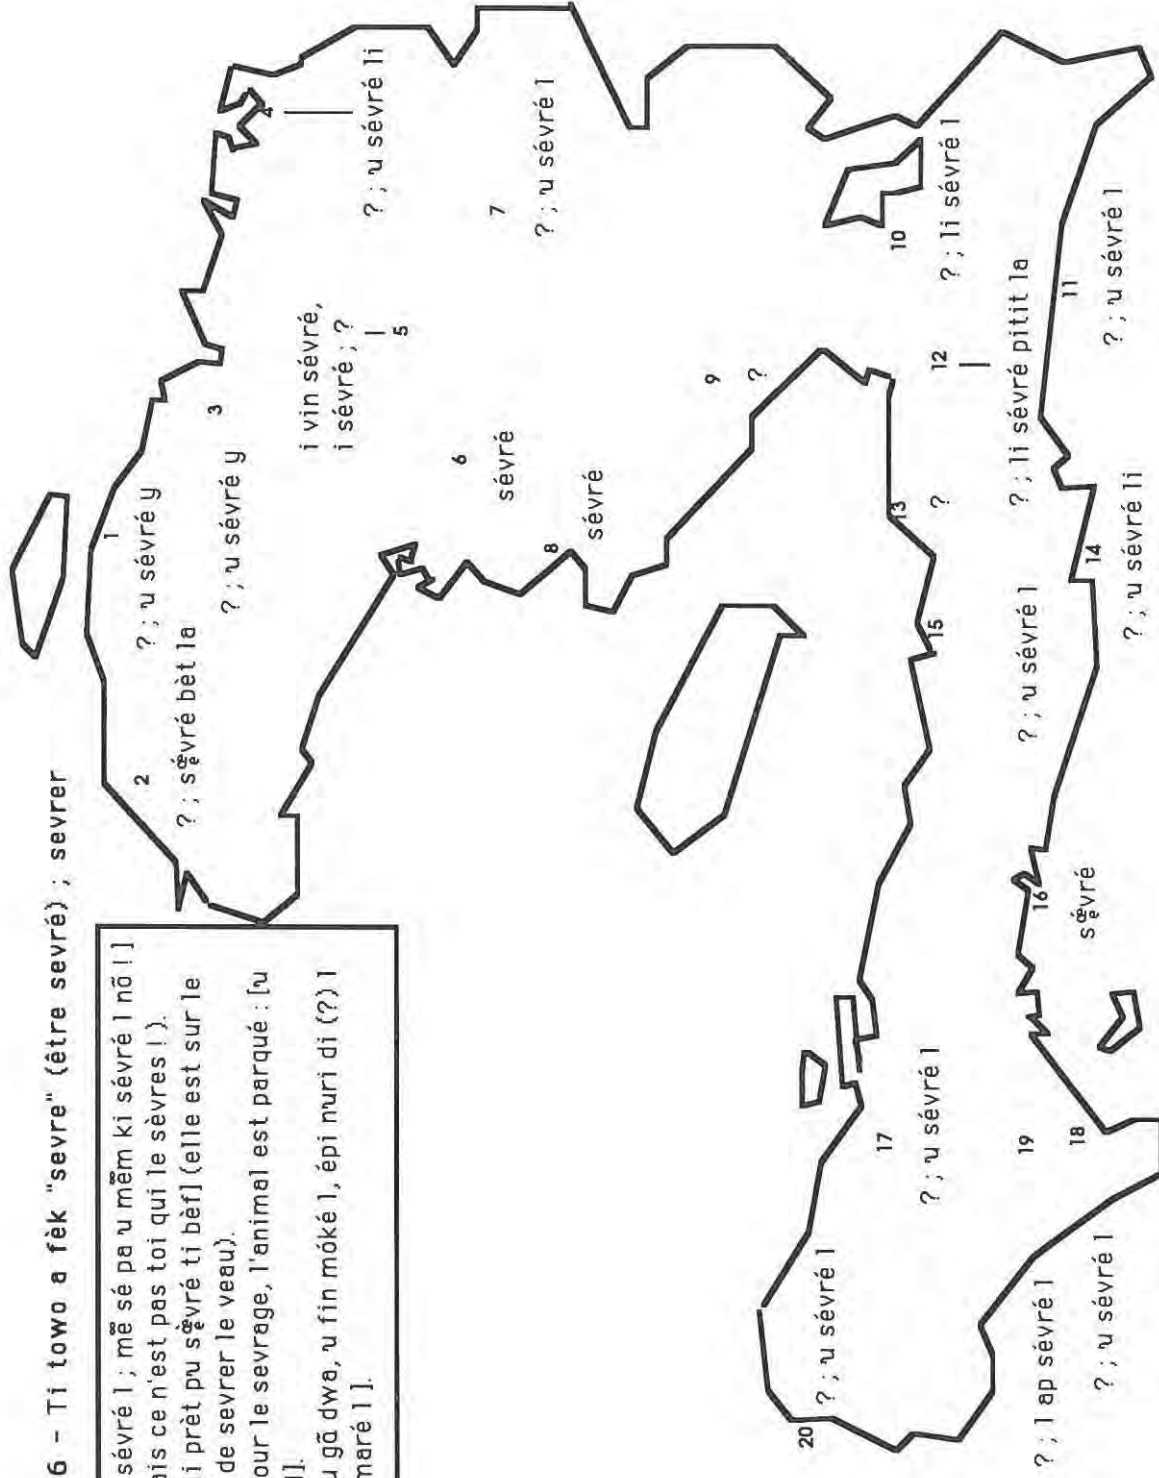 6 - Ti towo a fèk "sevre" (être sevré) ; sevrer
sévré l ; mẽ sé pa u mẽm ki sévré l nõ !]
ais ce n'est pas toi qui le sèvres !).
i prèt pu sœvré ti bèf] (elle est sur le
de sevrer le veau).
our le sevrage, l'animal est parqué : [u
l].
u gã dwa, u fin móké l, épi nuri di (?) l
maré l ].
1
? ; u sévré y
2
? ; sœvré bèt la
3
? ; u sévré y
4
? ; u sévré li
i vin sévré,
i sévré ; ?
5
6
sévré
7
? ; u sévré l
8
sévré
9
?
10
? ; li sévré l
11
? ; u sévré l
12
? ; li sévré pitit la
13
?
14
? ; u sévré li
15
? ; u sévré l
16
sœvré
17
? ; u sévré l
18
? ; u sévré l
19
? ; l ap sévré l
20
? ; u sévré l